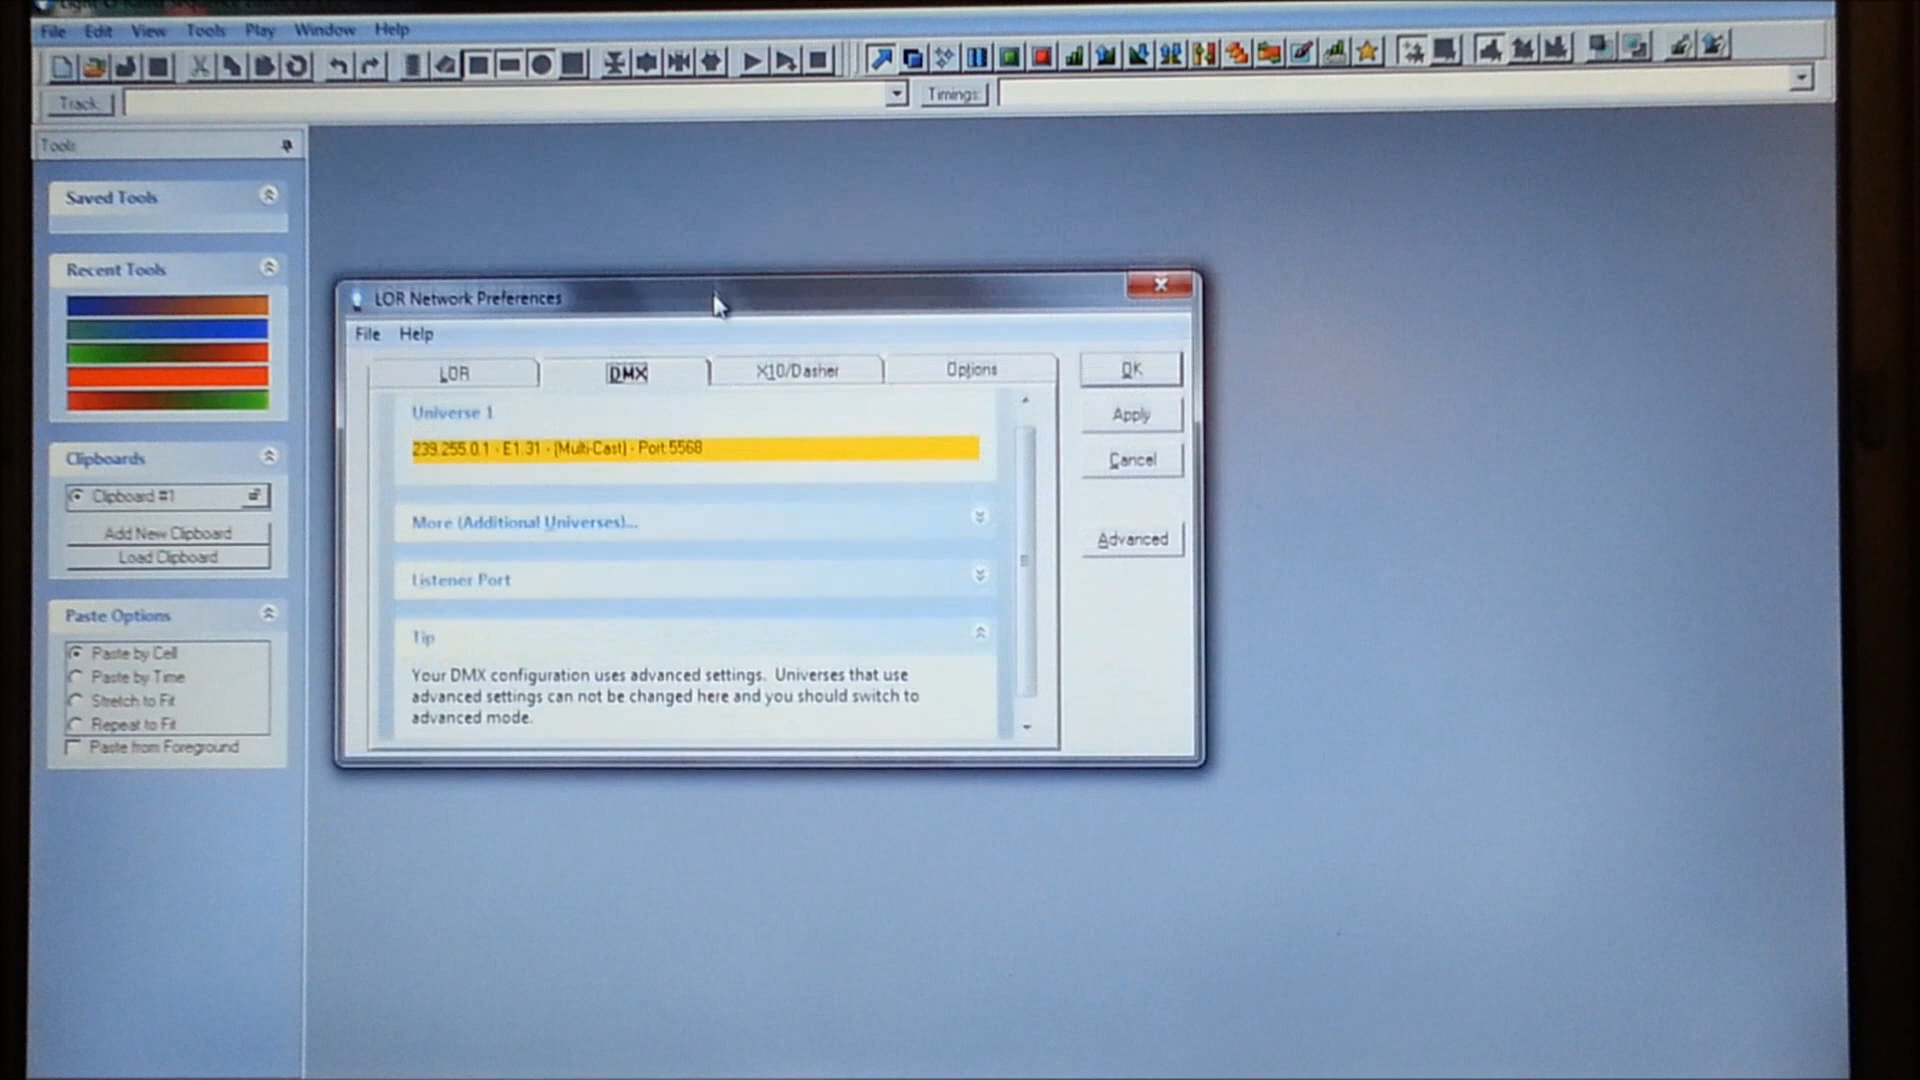 File Edit View Tools Play Window Help
Track:
Timings:
Tools
Saved Tools
Recent Tools
Clipboards
Clipboard #1
Add New Clipboard
Load Clipboard
Paste Options
Paste by Cell
Paste by Time
Stretch to Fit
Repeat to Fit
Paste from Foreground
LOR Network Preferences
File Help
LOR DMX X10/Dasher Options
OK
Apply
Cancel
Advanced
Universe 1
239.255.0.1 - E1.31 - (Multi-Cast) - Port:5568
More (Additional Universes)...
Listener Port
Tip
Your DMX configuration uses advanced settings. Universes that use
advanced settings can not be changed here and you should switch to
advanced mode.